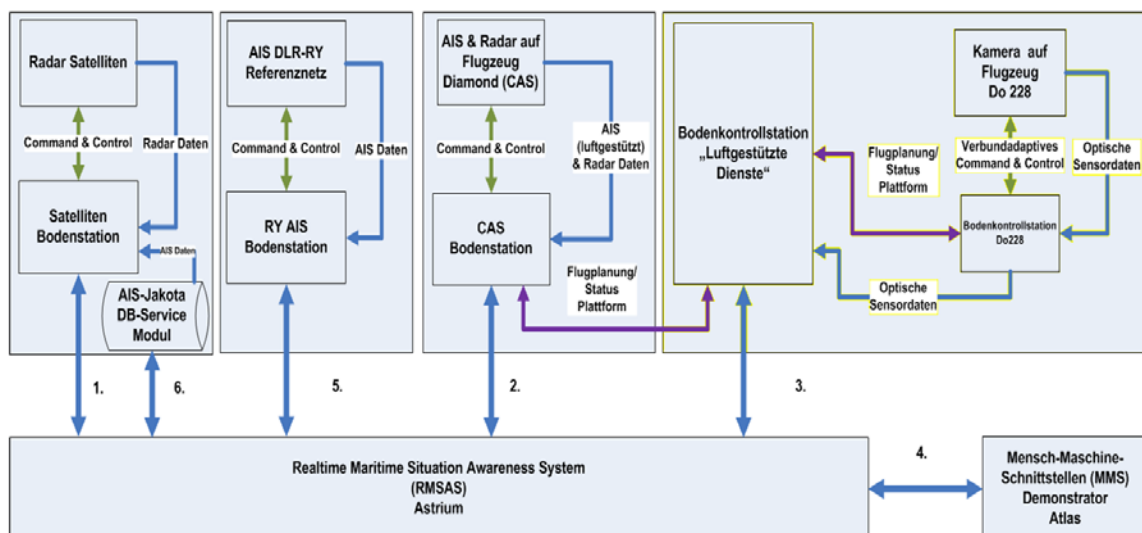 Radar Satelliten
Command & Control
Radar Daten
Satelliten
Bodenstation
AIS Daten
AIS-Jakota
DB-Service
Modul
AIS DLR-RY
Referenznetz
Command & Control
AIS Daten
RY AIS
Bodenstation
AIS & Radar auf
Flugzeug
Diamond (CAS)
Command & Control
AIS
(luftgestützt)
& Radar Daten
CAS
Bodenstation
Flugplanung/
Status
Plattform
Bodenkontrollstation
„Luftgestützte
Dienste“
Kamera auf
Flugzeug
Do 228
Verbundadaptives
Command & Control
Optische
Sensordaten
Flugplanung/
Status
Plattform
Bodenkontrollstation
Do228
Optische
Sensordaten
1.
6.
5.
2.
3.
Realtime Maritime Situation Awareness System
(RMSAS)
Astrium
4.
Mensch-Maschine-
Schnittstellen (MMS)
Demonstrator
Atlas